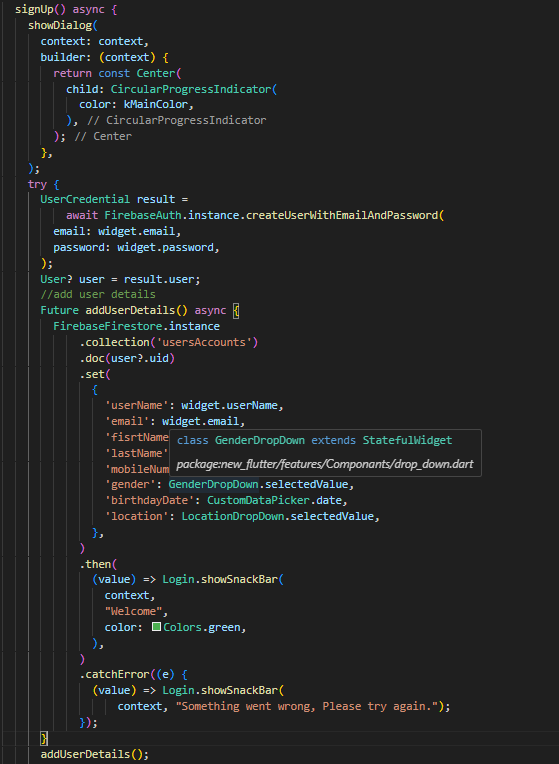 signUp() async {
showDialog(
context: context,
builder: (context) {
return const Center(
child: CircularProgressIndicator(
color: kMainColor,
), // CircularProgressIndicator
); // Center
},
);
try {
UserCredential result =
await FirebaseAuth.instance.createUserWithEmailAndPassword(
email: widget.email,
password: widget.password,
);
User? user = result.user;
//add user details
Future addUserDetails() async {
FirebaseFirestore.instance
.collection('usersAccounts')
.doc(user?.uid)
.set(
{
'userName': widget.userName,
'email': widget.email,
'fisrtName
class GenderDropDown extends StatefulWidget
'lastName'
package:new_flutter/features/Componants/drop_down.dart
'mobileNum
'gender': GenderDropDown.selectedValue,
'birthdayDate': CustomDataPicker.date,
'location': LocationDropDown.selectedValue,
},
)
.then(
(value) => Login.showSnackBar(
context,
"Welcome",
color: Colors.green,
),
)
.catchError((e) {
(value) => Login.showSnackBar(
context, "Something went wrong, Please try again.");
});
}
addUserDetails();